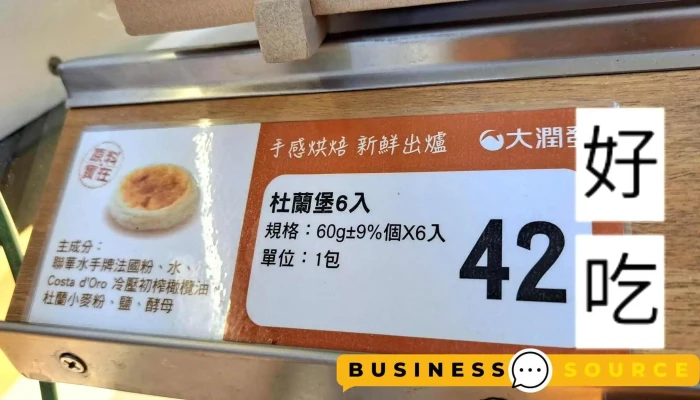 手感烘焙 新鮮出爐
大潤發
原料實在
杜蘭堡6入
規格：60g±9%個X6入
單位：1包
42
主成分：
聯華水手牌法國粉、水、
Costa d'Oro 冷壓初榨橄欖油
杜蘭小麥粉、鹽、酵母
好
吃
BUSINESS SOURCE